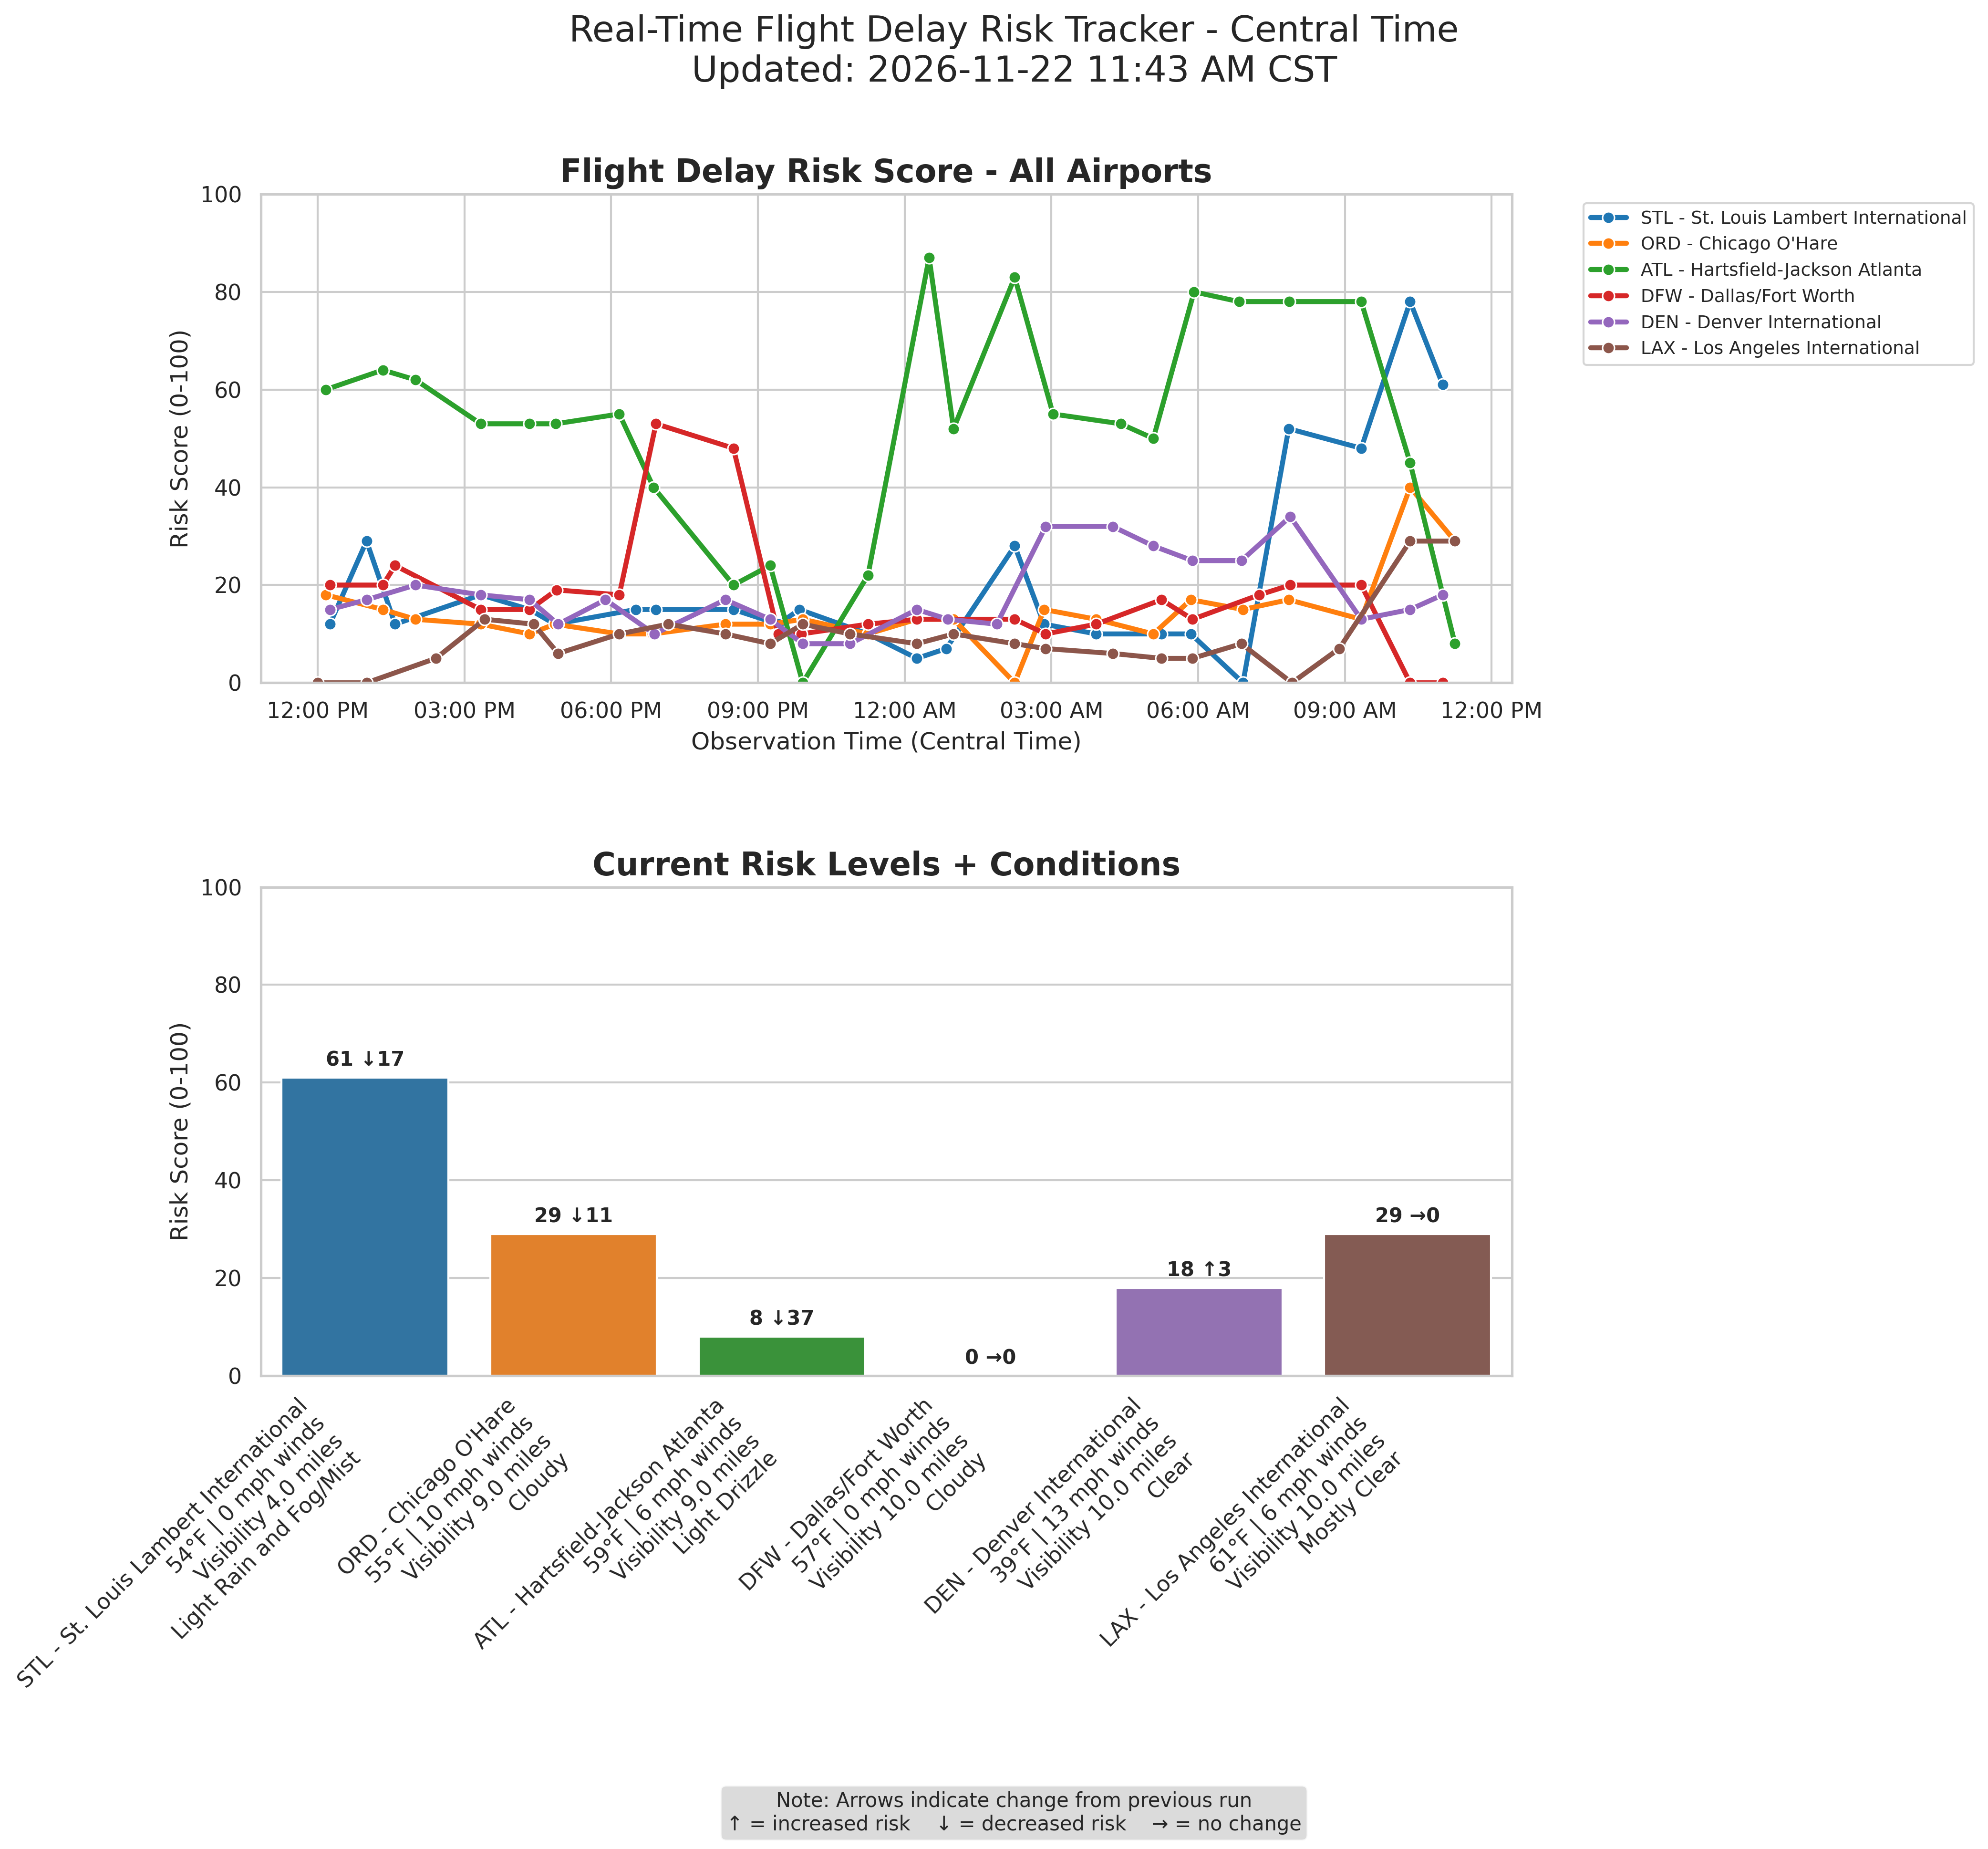 Real-Time Flight Delay Risk Tracker - Central Time
Updated: 2026-11-22 11:43 AM CST
Flight Delay Risk Score - All Airports
100
80
60
40
20
0
Risk Score (0-100)
12:00 PM
03:00 PM
06:00 PM
09:00 PM
12:00 AM
03:00 AM
06:00 AM
09:00 AM
12:00 PM
Observation Time (Central Time)
STL - St. Louis Lambert International
ORD - Chicago O'Hare
ATL - Hartsfield-Jackson Atlanta
DFW - Dallas/Fort Worth
DEN - Denver International
LAX - Los Angeles International
Current Risk Levels + Conditions
100
80
60
40
20
0
Risk Score (0-100)
61 ↓17
29 ↓11
8 ↓37
0 →0
18 ↑3
29 →0
STL - St. Louis Lambert International
54°F | 0 mph winds
Visibility 4.0 miles
Light Rain and Fog/Mist
ORD - Chicago O'Hare
55°F | 10 mph winds
Visibility 9.0 miles
Cloudy
ATL - Hartsfield-Jackson Atlanta
59°F | 6 mph winds
Visibility 9.0 miles
Light Drizzle
DFW - Dallas/Fort Worth
57°F | 0 mph winds
Visibility 10.0 miles
Cloudy
DEN - Denver International
39°F | 13 mph winds
Visibility 10.0 miles
Clear
LAX - Los Angeles International
61°F | 6 mph winds
Visibility 10.0 miles
Mostly Clear
Note: Arrows indicate change from previous run
↑ = increased risk ↓ = decreased risk → = no change